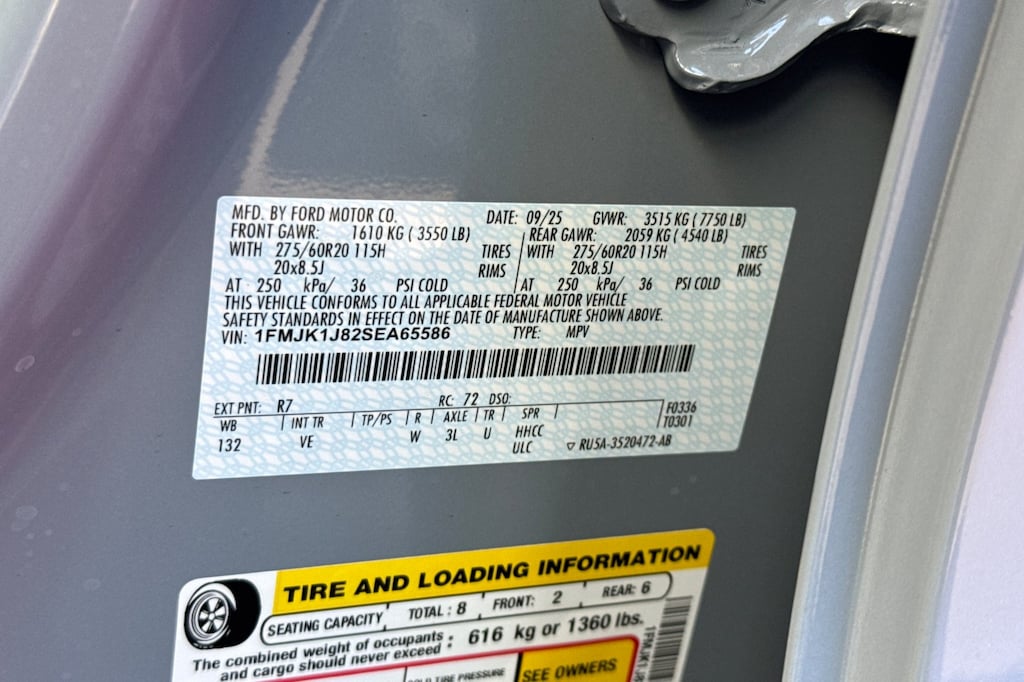 MFD. BY FORD MOTOR CO. DATE: 09/25 GVWR: 3515 KG ( 7750 LB)
FRONT GAWR: 1610 KG ( 3550 LB) REAR GAWR: 2059 KG ( 4540 LB)
WITH 275/60R20 115H TIRES WITH 275/60R20 115H TIRES
20x8.5J RIMS 20x8.5J RIMS
AT 250 kPa/ 36 PSI COLD AT 250 kPa/ 36 PSI COLD
THIS VEHICLE CONFORMS TO ALL APPLICABLE FEDERAL MOTOR VEHICLE
SAFETY STANDARDS IN EFFECT ON THE DATE OF MANUFACTURE SHOWN ABOVE.
VIN: 1FMJK1J82SEA65586 TYPE: MPV
EXT PNT: R7 RC: 72 DSO:
WB INT TR TP/PS R AXLE TR SPR F0336
132 VE W 3L U HHCC T0301
ULC RU5A-3520472-AB
TIRE AND LOADING INFORMATION
SEATING CAPACITY TOTAL : 8 FRONT: 2 REAR: 6
The combined weight of occupants : 616 kg or 1360 lbs.
and cargo should never exceed
COLD TIRE PRESSURE SEE OWNERS